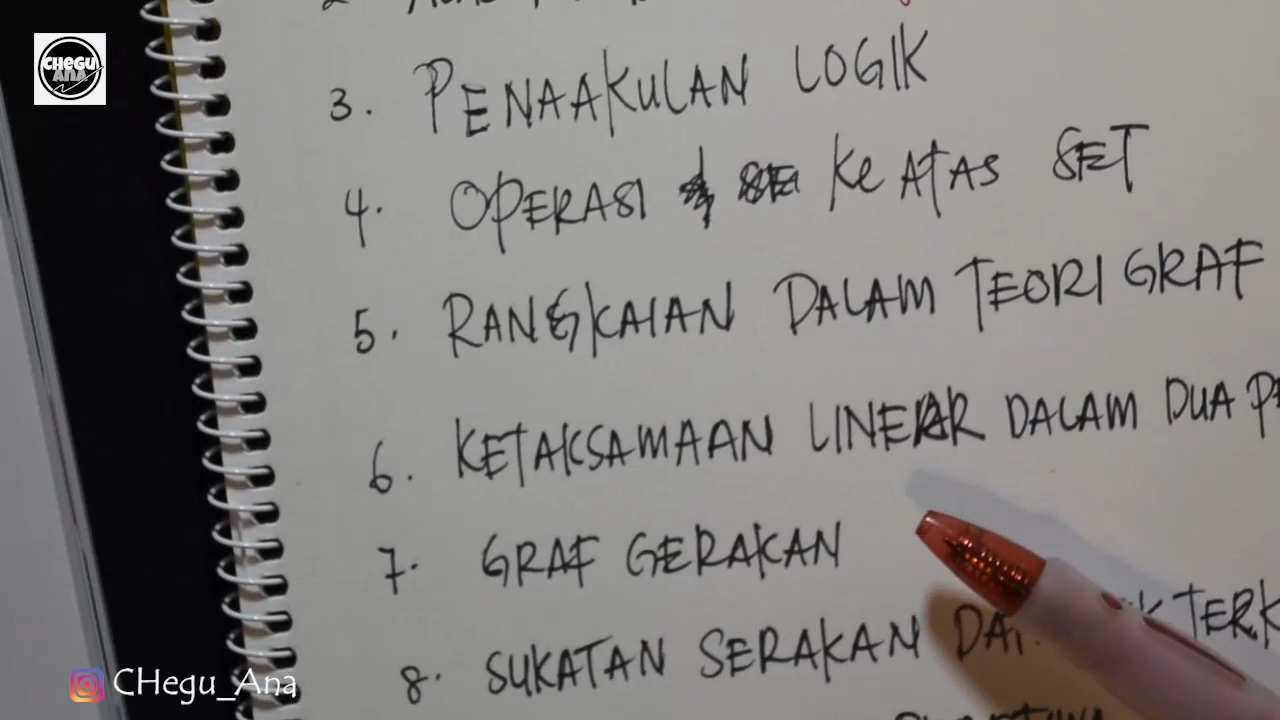 CHEGU
ANA
3. PENAAKULAN LOGIK
4. OPERASI KE ATAS SET
5. RANGKAIAN DALAM TEORI GRAF
6. KETAKSAMAAN LINEAR DALAM DUA
7. GRAF GERAKAN
8. SUKATAN SERAKAN
CHegu_Ana